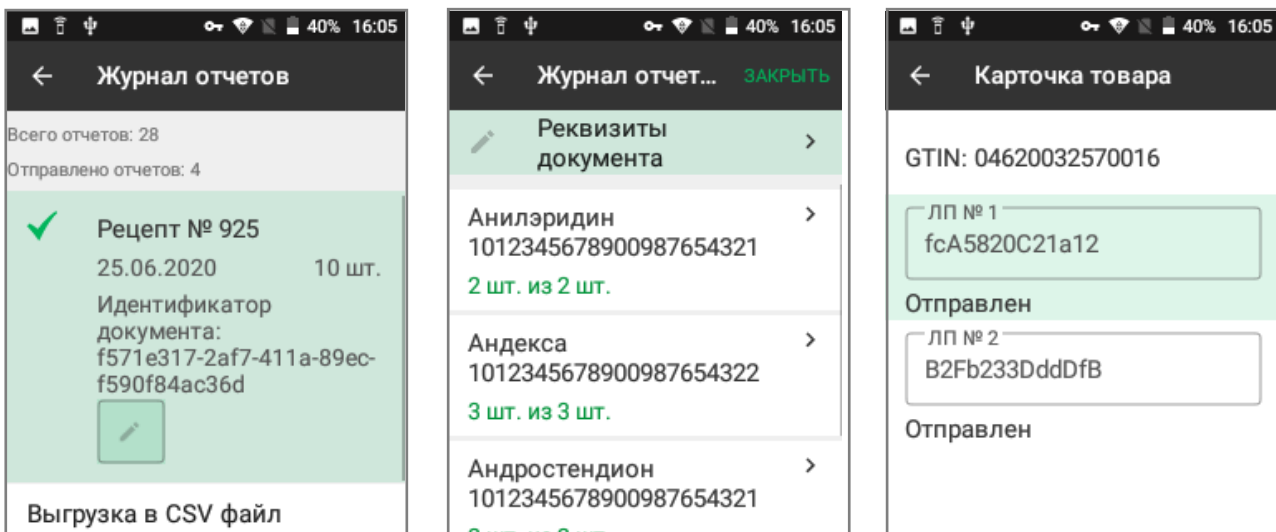 40% 16:05
Журнал отчетов
Всего отчетов: 28
Отправлено отчетов: 4
Рецепт № 925
25.06.2020 10 шт.
Идентификатор
документа:
f571e317-2af7-411a-89ec-
f590f84ac36d
Выгрузка в CSV файл
40% 16:05
Журнал отчет... ЗАКРЫТЬ
Реквизиты
документа
Анилэридин
1012345678900987654321
2 шт. из 2 шт.
Андекса
1012345678900987654322
3 шт. из 3 шт.
Андростендион
1012345678900987654321
40% 16:05
Карточка товара
GTIN: 04620032570016
ЛП № 1
fcA5820C21a12
Отправлен
ЛП № 2
B2Fb233DddDfB
Отправлен